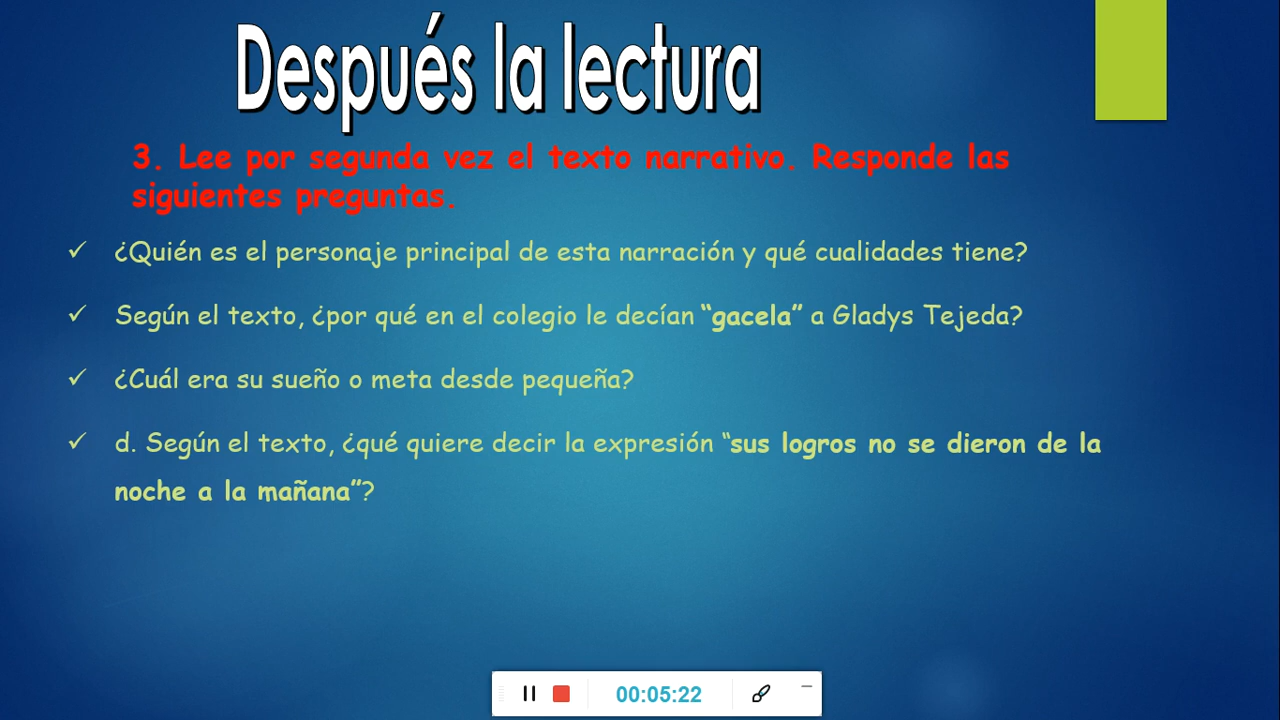 Después la lectura
3. Lee por segunda vez el texto narrativo. Responde las
siguientes preguntas.
✓ ¿Quién es el personaje principal de esta narración y qué cualidades tiene?
✓ Según el texto, ¿por qué en el colegio le decían “gacela” a Gladys Tejeda?
✓ ¿Cuál era su sueño o meta desde pequeña?
✓ d. Según el texto, ¿qué quiere decir la expresión “sus logros no se dieron de la
noche a la mañana”?
00:05:22